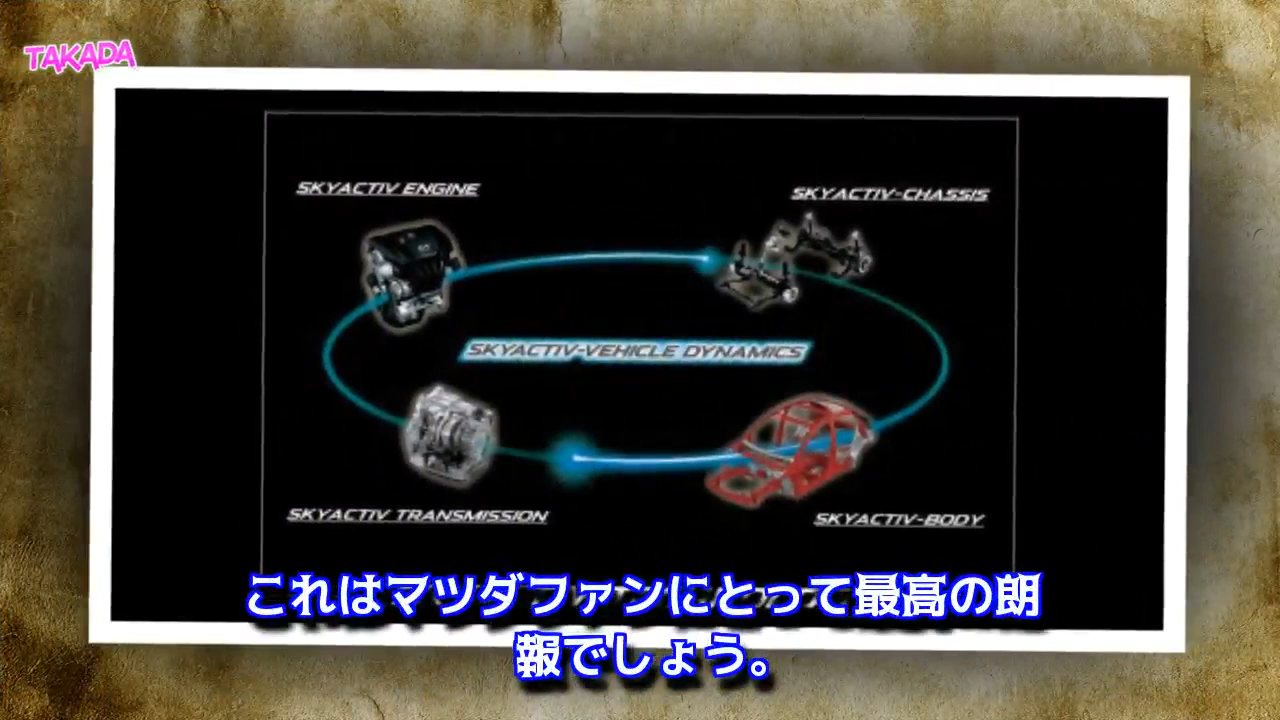 TAKADA
SKYACTIV ENGINE
SKYACTIV-CHASSIS
SKYACTIV-VEHICLE DYNAMICS
SKYACTIV TRANSMISSION
SKYACTIV-BODY
これはマツダファンにとって最高の朗
報でしょう。